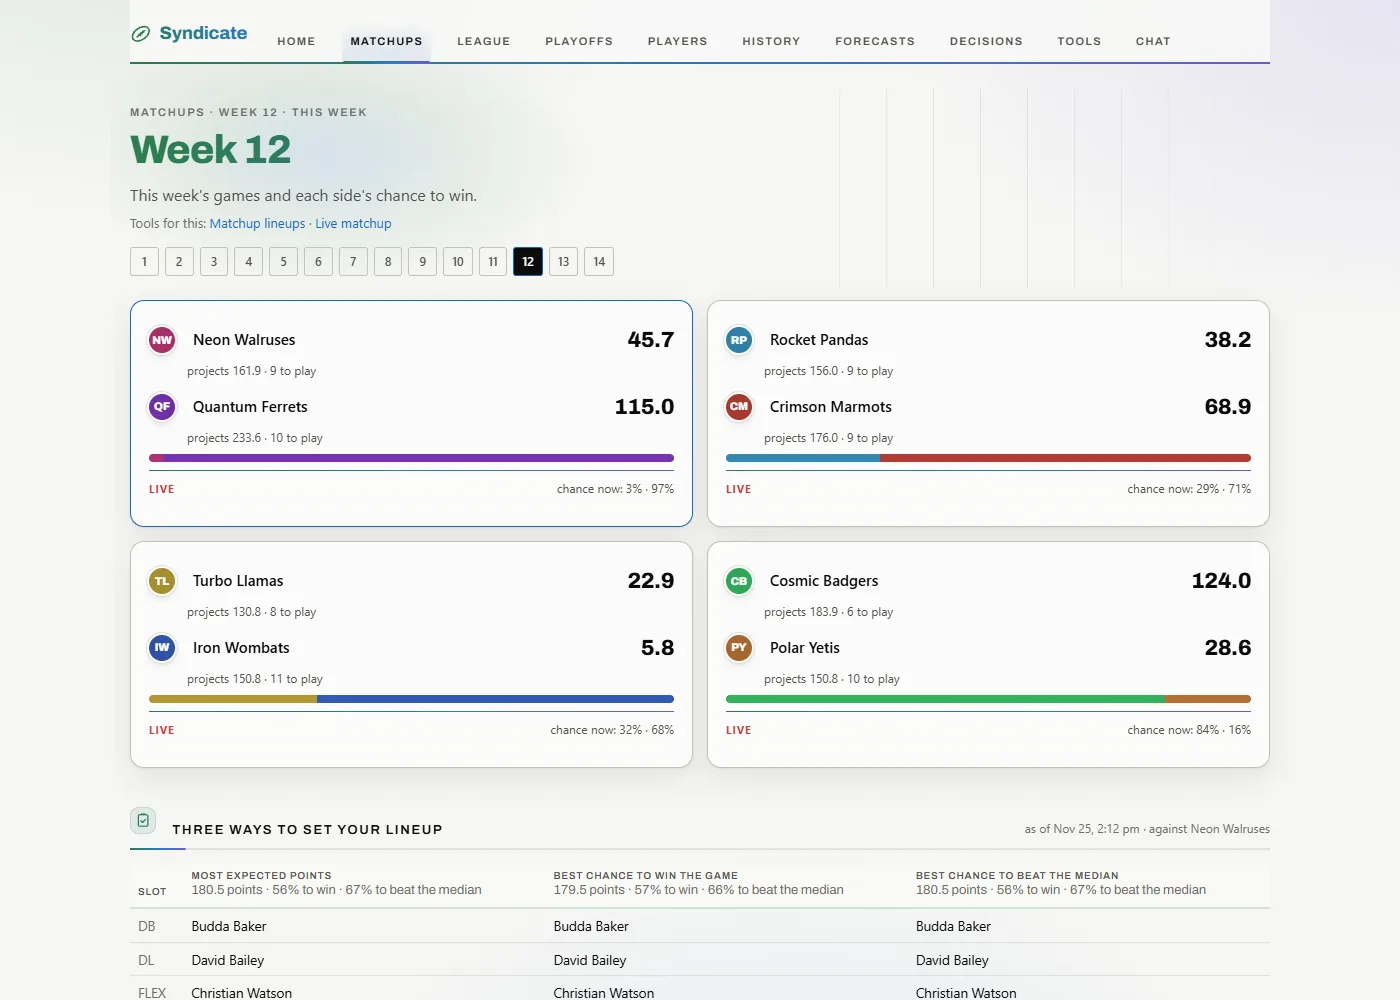 Syndicate
HOME MATCHUPS LEAGUE PLAYOFFS PLAYERS HISTORY FORECASTS DECISIONS TOOLS CHAT
MATCHUPS · WEEK 12 · THIS WEEK
Week 12
This week's games and each side's chance to win.
Tools for this: Matchup lineups · Live matchup
1 2 3 4 5 6 7 8 9 10 11 12 13 14
NW Neon Walruses 45.7
projects 161.9 · 9 to play
QF Quantum Ferrets 115.0
projects 233.6 · 10 to play
LIVE chance now: 3% · 97%
RP Rocket Pandas 38.2
projects 156.0 · 9 to play
CM Crimson Marmots 68.9
projects 176.0 · 9 to play
LIVE chance now: 29% · 71%
TL Turbo Llamas 22.9
projects 130.8 · 8 to play
IW Iron Wombats 5.8
projects 150.8 · 11 to play
LIVE chance now: 32% · 68%
CB Cosmic Badgers 124.0
projects 183.9 · 6 to play
PY Polar Yetis 28.6
projects 150.8 · 10 to play
LIVE chance now: 84% · 16%
THREE WAYS TO SET YOUR LINEUP as of Nov 25, 2:12 pm · against Neon Walruses
SLOT MOST EXPECTED POINTS BEST CHANCE TO WIN THE GAME BEST CHANCE TO BEAT THE MEDIAN
180.5 points · 56% to win · 67% to beat the median 179.5 points · 57% to win · 66% to beat the median 180.5 points · 56% to win · 67% to beat the median
DB Budda Baker Budda Baker Budda Baker
DL David Bailey David Bailey David Bailey
FLEX Christian Watson Christian Watson Christian Watson